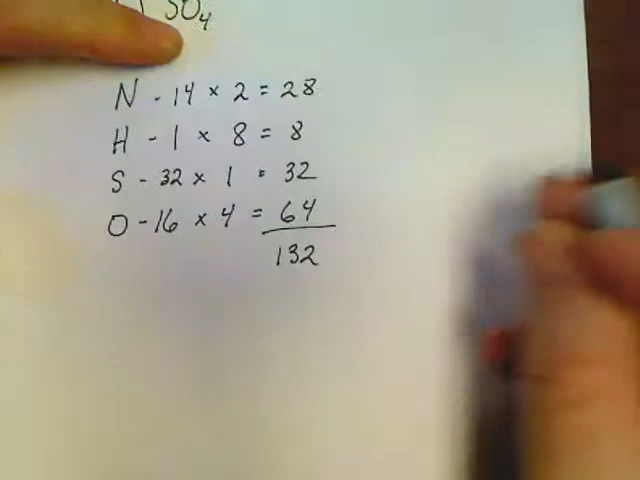 SO₄
N - 14 × 2 = 28
H - 1 × 8 = 8
S - 32 × 1 = 32
O - 16 × 4 = 64
132